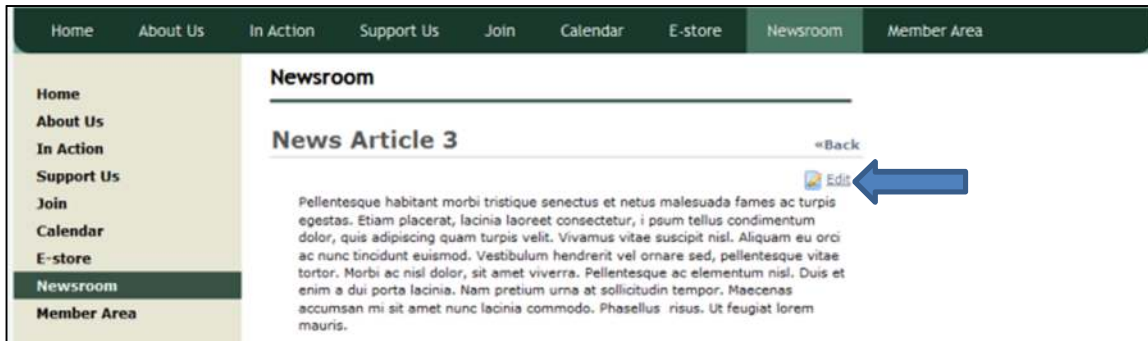 Home About Us In Action Support Us Join Calendar E-store Newsroom Member Area
Home
About Us
In Action
Support Us
Join
Calendar
E-store
Newsroom
Member Area
Newsroom
News Article 3
«Back
Edit
Pellentesque habitant morbi tristique senectus et netus malesuada fames ac turpis
egestas. Etiam placerat, lacinia laoreet consectetur, i psum tellus condimentum
dolor, quis adipiscing quam turpis velit. Vivamus vitae suscipit nisl. Aliquam eu orci
ac nunc tincidunt euismod. Vestibulum hendrerit vel ornare sed, pellentesque vitae
tortor. Morbi ac nisl dolor, sit amet viverra. Pellentesque ac elementum nisl. Duis et
enim a dui porta lacinia. Nam pretium urna at sollicitudin tempor. Maecenas
accumsan mi sit amet nunc lacinia commodo. Phasellus  risus. Ut feugiat lorem
mauris.